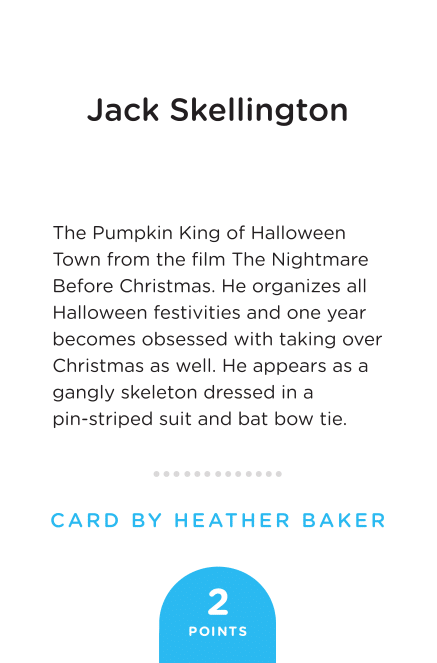 Jack Skellington
The Pumpkin King of Halloween
Town from the film The Nightmare
Before Christmas. He organizes all
Halloween festivities and one year
becomes obsessed with taking over
Christmas as well. He appears as a
gangly skeleton dressed in a
pin-striped suit and bat bow tie.
CARD BY HEATHER BAKER
2
POINTS